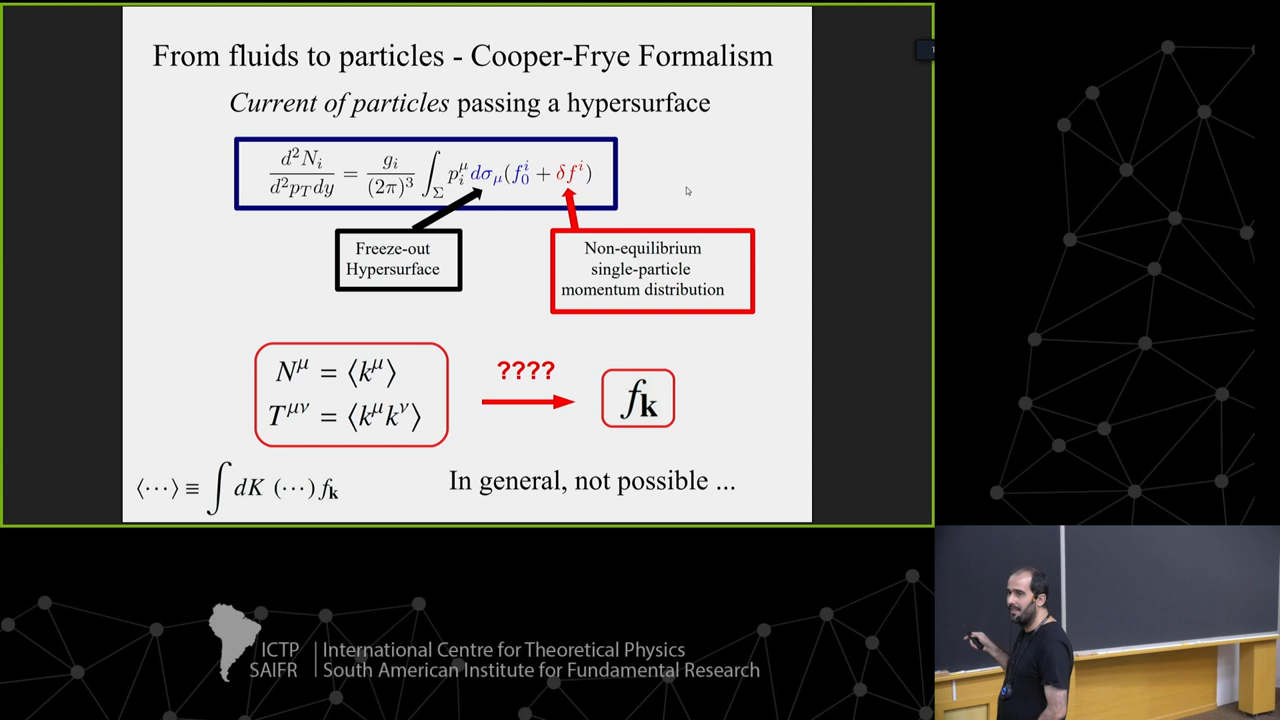 From fluids to particles - Cooper-Frye Formalism
Current of particles passing a hypersurface
d²Nᵢ/d²p_T dy = gᵢ/(2π)³ ∫_Σ pᵢ^μ dσ_μ (f₀ⁱ + δfⁱ)
Freeze-out
Hypersurface
Non-equilibrium
single-particle
momentum distribution
N^μ = ⟨k^μ⟩
T^μν = ⟨k^μ k^ν⟩
????
f_𝐤
⟨⋯⟩ ≡ ∫ dK (⋯) f_𝐤
In general, not possible ...
ICTP
SAIFR
International Centre for Theoretical Physics
South American Institute for Fundamental Research